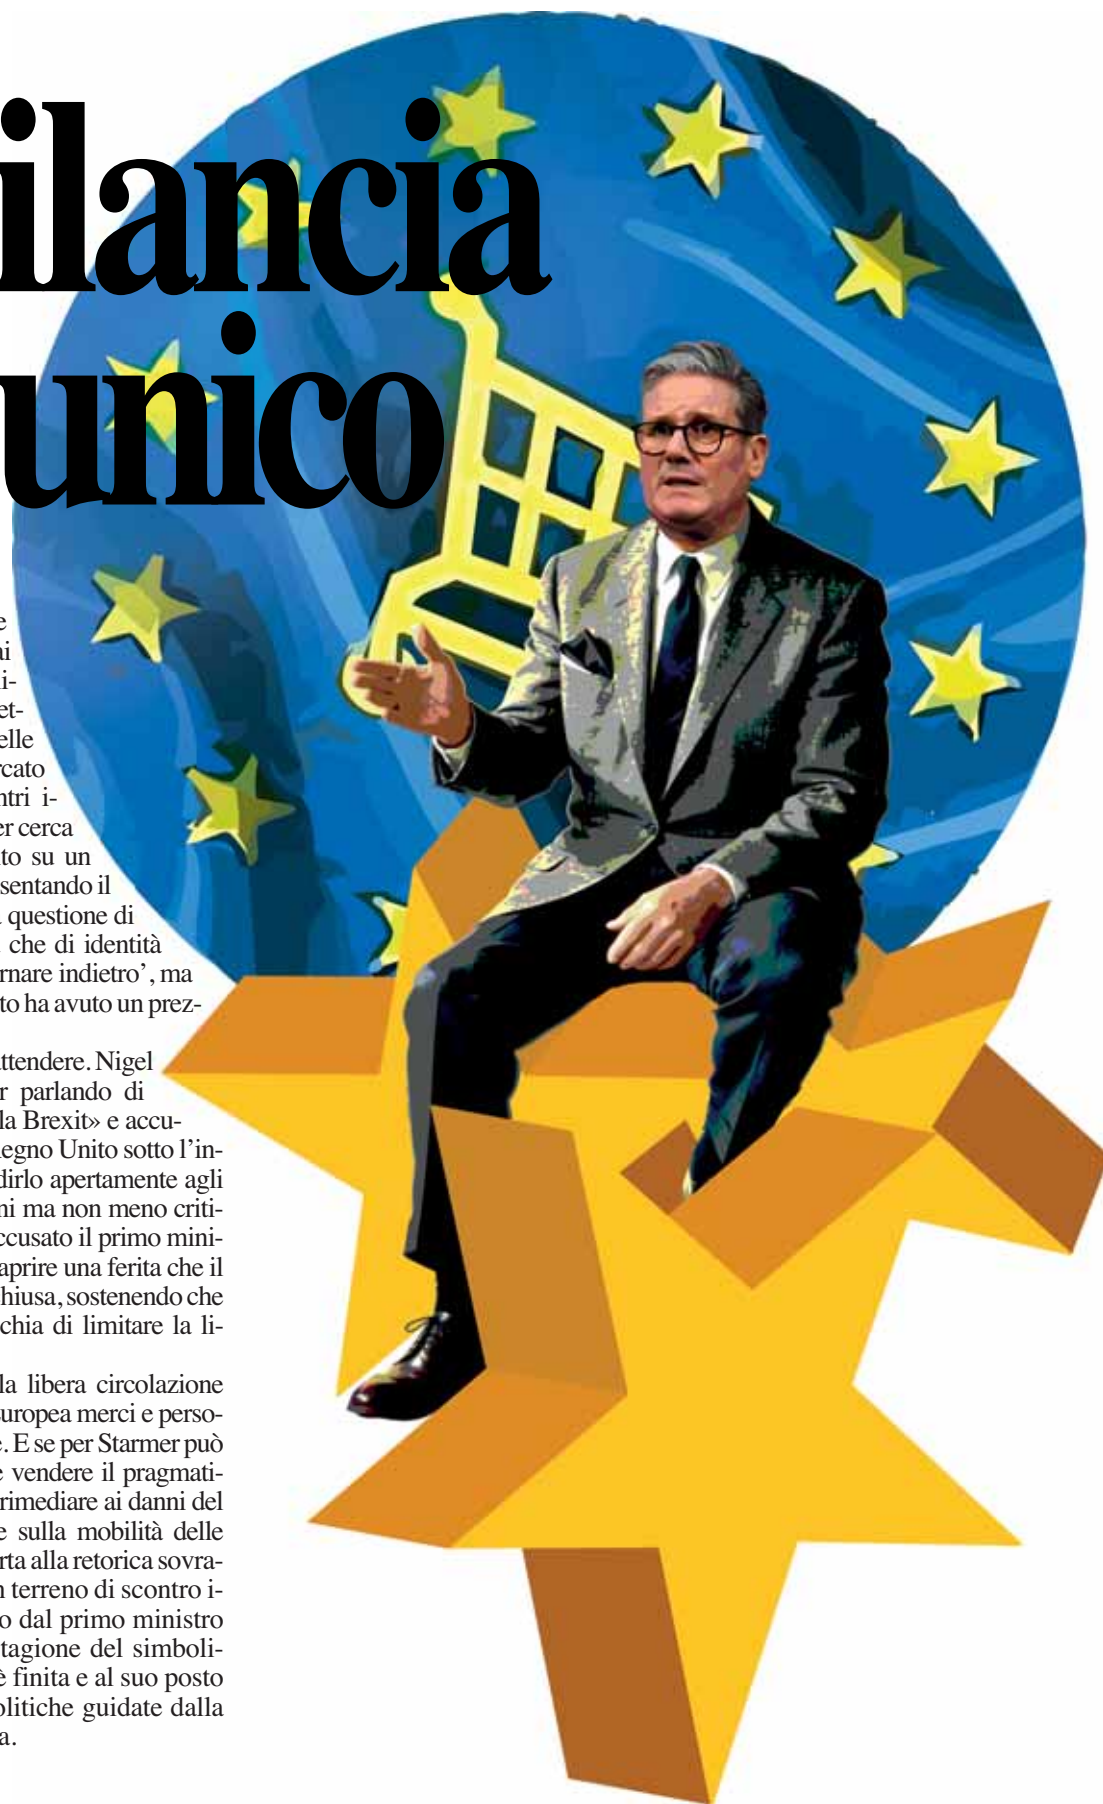 ilancia
unico
e
ai
li-
et-
elle
rcato
ntri i-
er cerca
to su un
sentando il
questione di
che di identità
rnare indietro’, ma
to ha avuto un prez-
attendere. Nigel
r parlando di
la Brexit» e accu-
egno Unito sotto l’in-
dirlo apertamente agli
ni ma non meno criti-
ccusato il primo mini-
aprire una ferita che il
hiusa, sostenendo che
chia di limitare la li-
la libera circolazione
europea merci e perso-
e. E se per Starmer può
e vendere il pragmati-
rimediare ai danni del
e sulla mobilità delle
rta alla retorica sovra-
n terreno di scontro i-
o dal primo ministro
tagione del simboli-
è finita e al suo posto
olitiche guidate dalla
a.